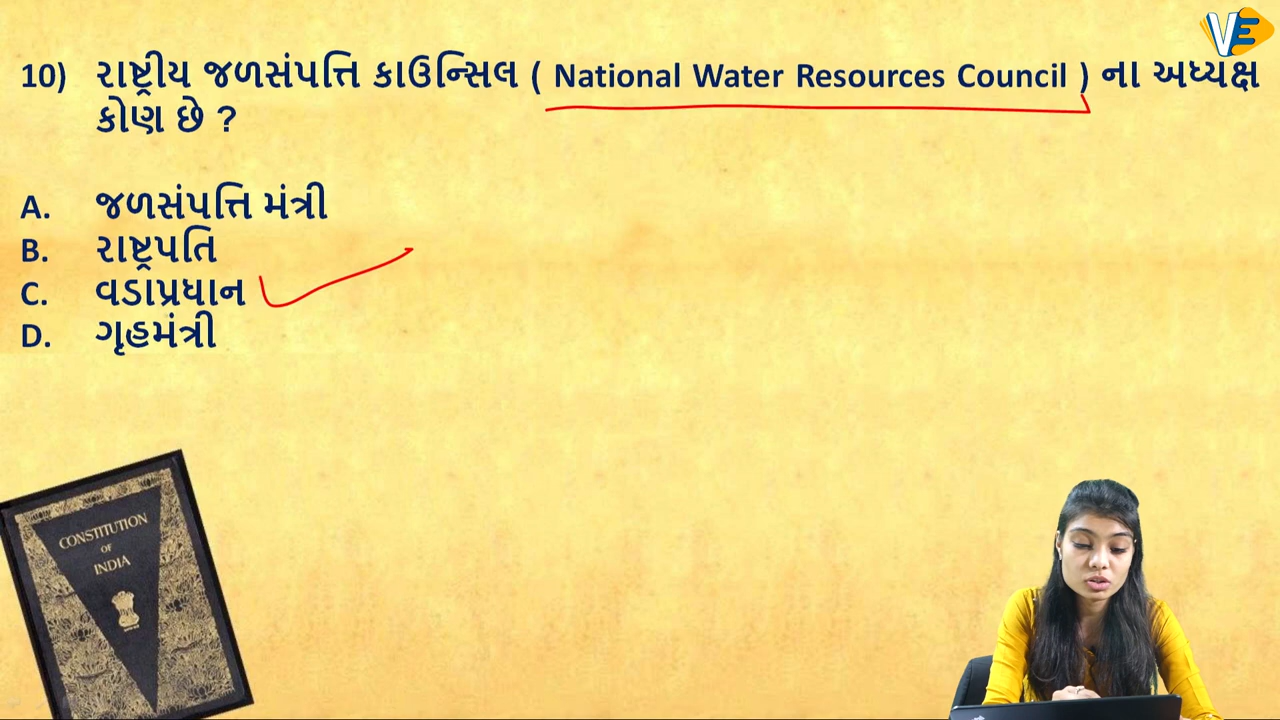 VE
10) રાષ્ટ્રીય જળસંપત્તિ કાઉન્સિલ ( National Water Resources Council ) ના અધ્યક્ષ
કોણ છે ?
A. જળસંપત્તિ મંત્રી
B. રાષ્ટ્રપતિ
C. વડાપ્રધાન
D. ગૃહમંત્રી
CONSTITUTION
OF
INDIA